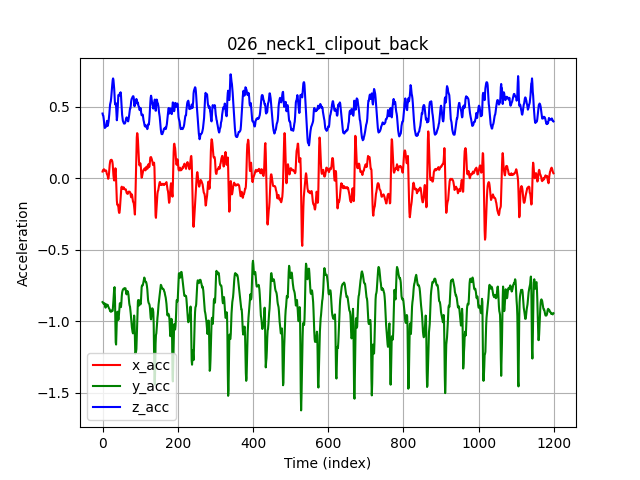 026_neck1_clipout_back
Acceleration
0.5
0.0
−0.5
−1.0
−1.5
x_acc
y_acc
z_acc
0 200 400 600 800 1000 1200
Time (index)